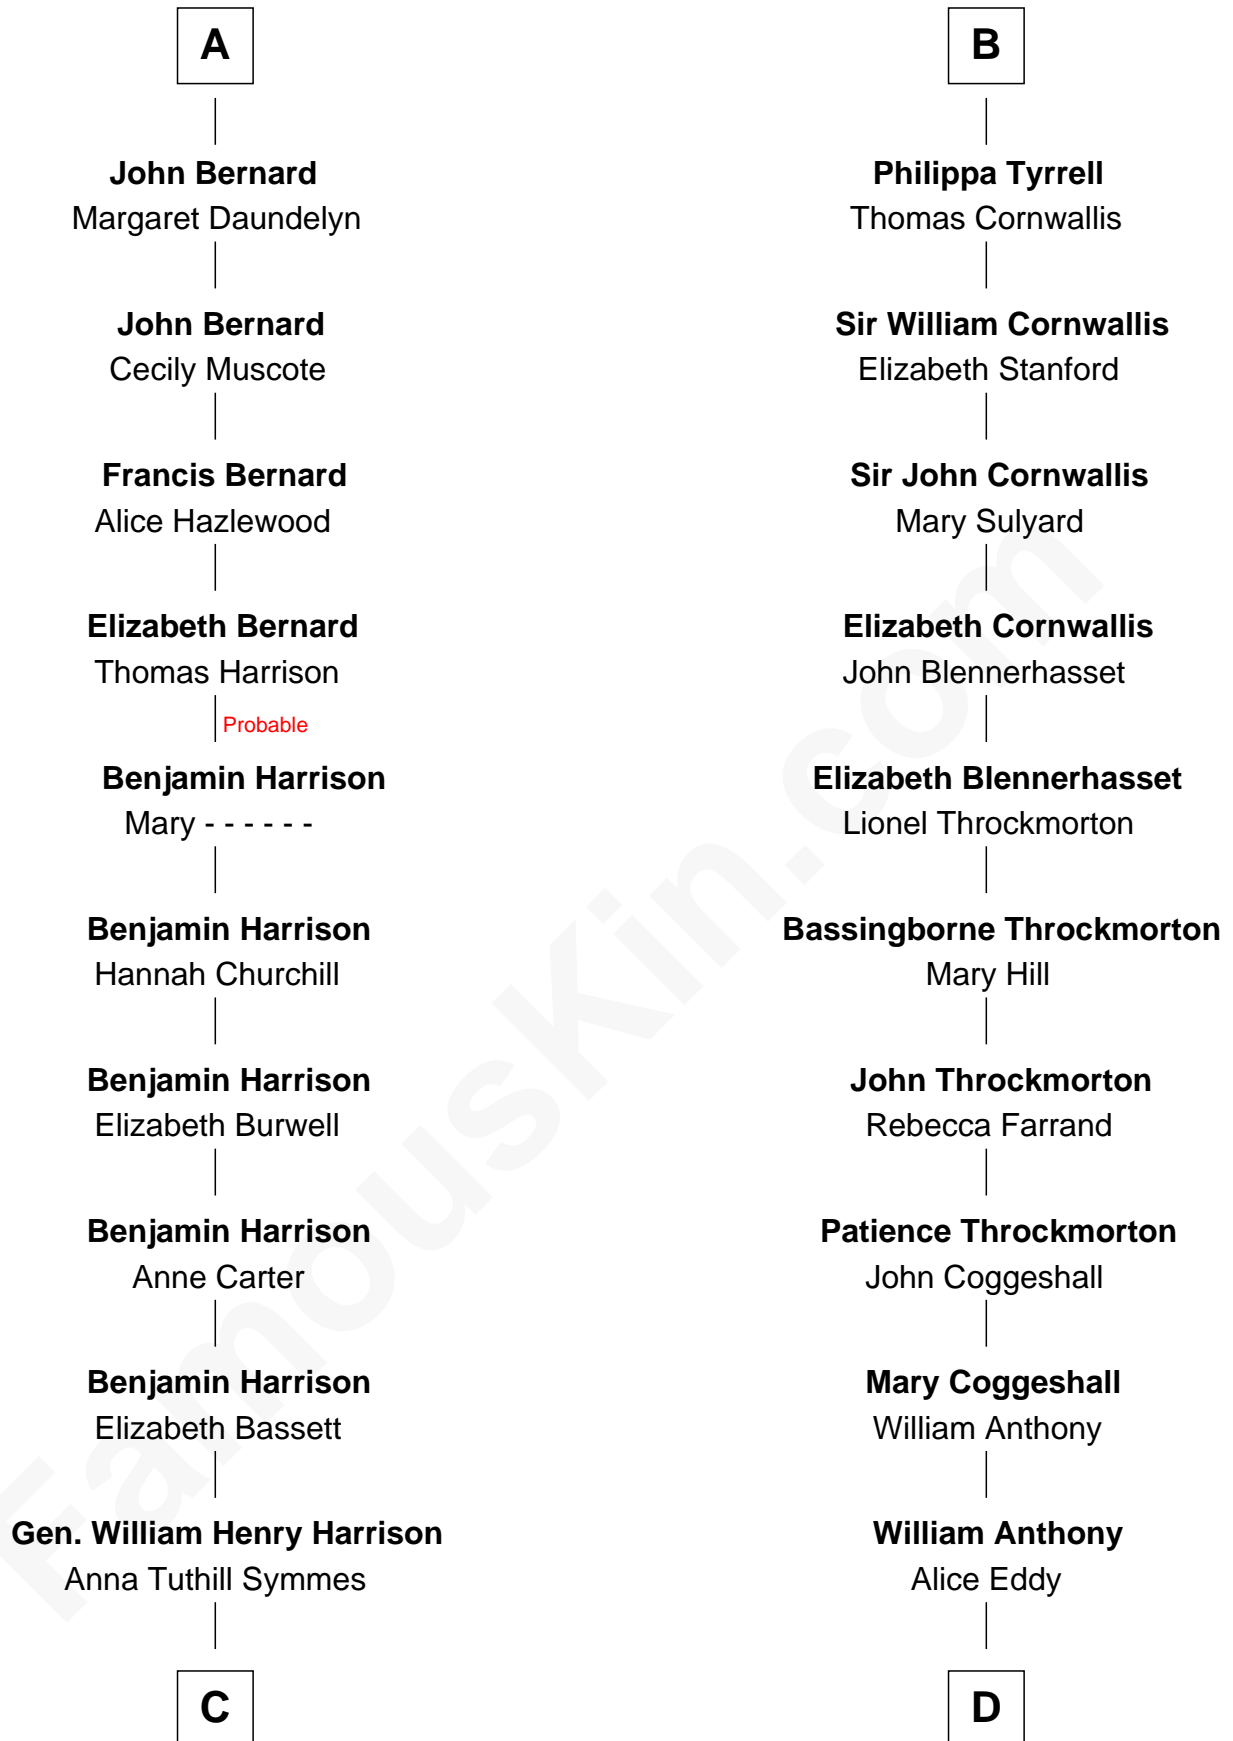 A
John Bernard
Margaret Daundelyn
John Bernard
Cecily Muscote
Francis Bernard
Alice Hazlewood
Elizabeth Bernard
Thomas Harrison
Probable
Benjamin Harrison
Mary - - - - - -
Benjamin Harrison
Hannah Churchill
Benjamin Harrison
Elizabeth Burwell
Benjamin Harrison
Anne Carter
Benjamin Harrison
Elizabeth Bassett
Gen. William Henry Harrison
Anna Tuthill Symmes
C
B
Philippa Tyrrell
Thomas Cornwallis
Sir William Cornwallis
Elizabeth Stanford
Sir John Cornwallis
Mary Sulyard
Elizabeth Cornwallis
John Blennerhasset
Elizabeth Blennerhasset
Lionel Throckmorton
Bassingborne Throckmorton
Mary Hill
John Throckmorton
Rebecca Farrand
Patience Throckmorton
John Coggeshall
Mary Coggeshall
William Anthony
William Anthony
Alice Eddy
D
FamousKin.com